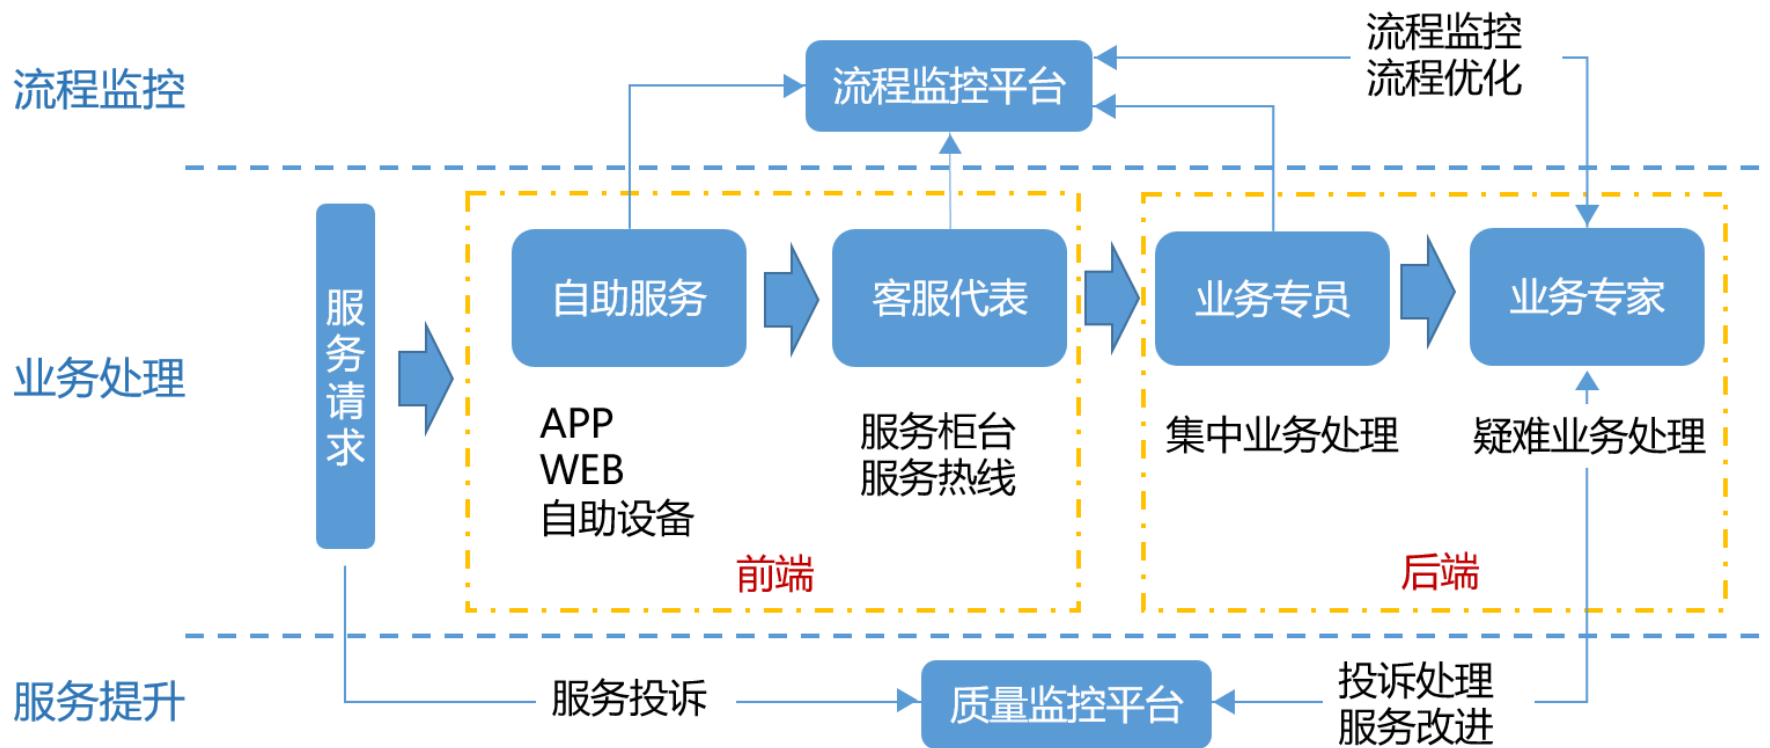 流程监控
流程监控平台
流程监控
流程优化
业务处理
服务请求
自助服务
客服代表
业务专员
业务专家
APP
WEB
自助设备
服务柜台
服务热线
集中业务处理
疑难业务处理
前端
后端
服务提升
服务投诉
质量监控平台
投诉处理
服务改进